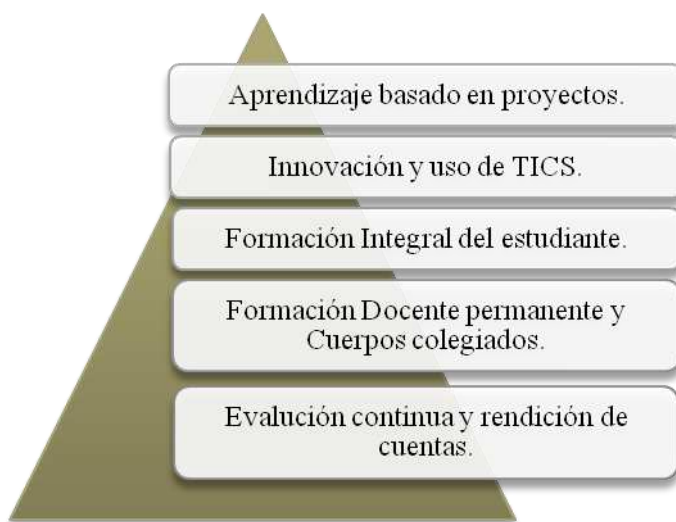 Aprendizaje basado en proyectos.
Innovación y uso de TICS.
Formación Integral del estudiante.
Formación Docente permanente y
Cuerpos colegiados.
Evalución continua y rendición de
cuentas.